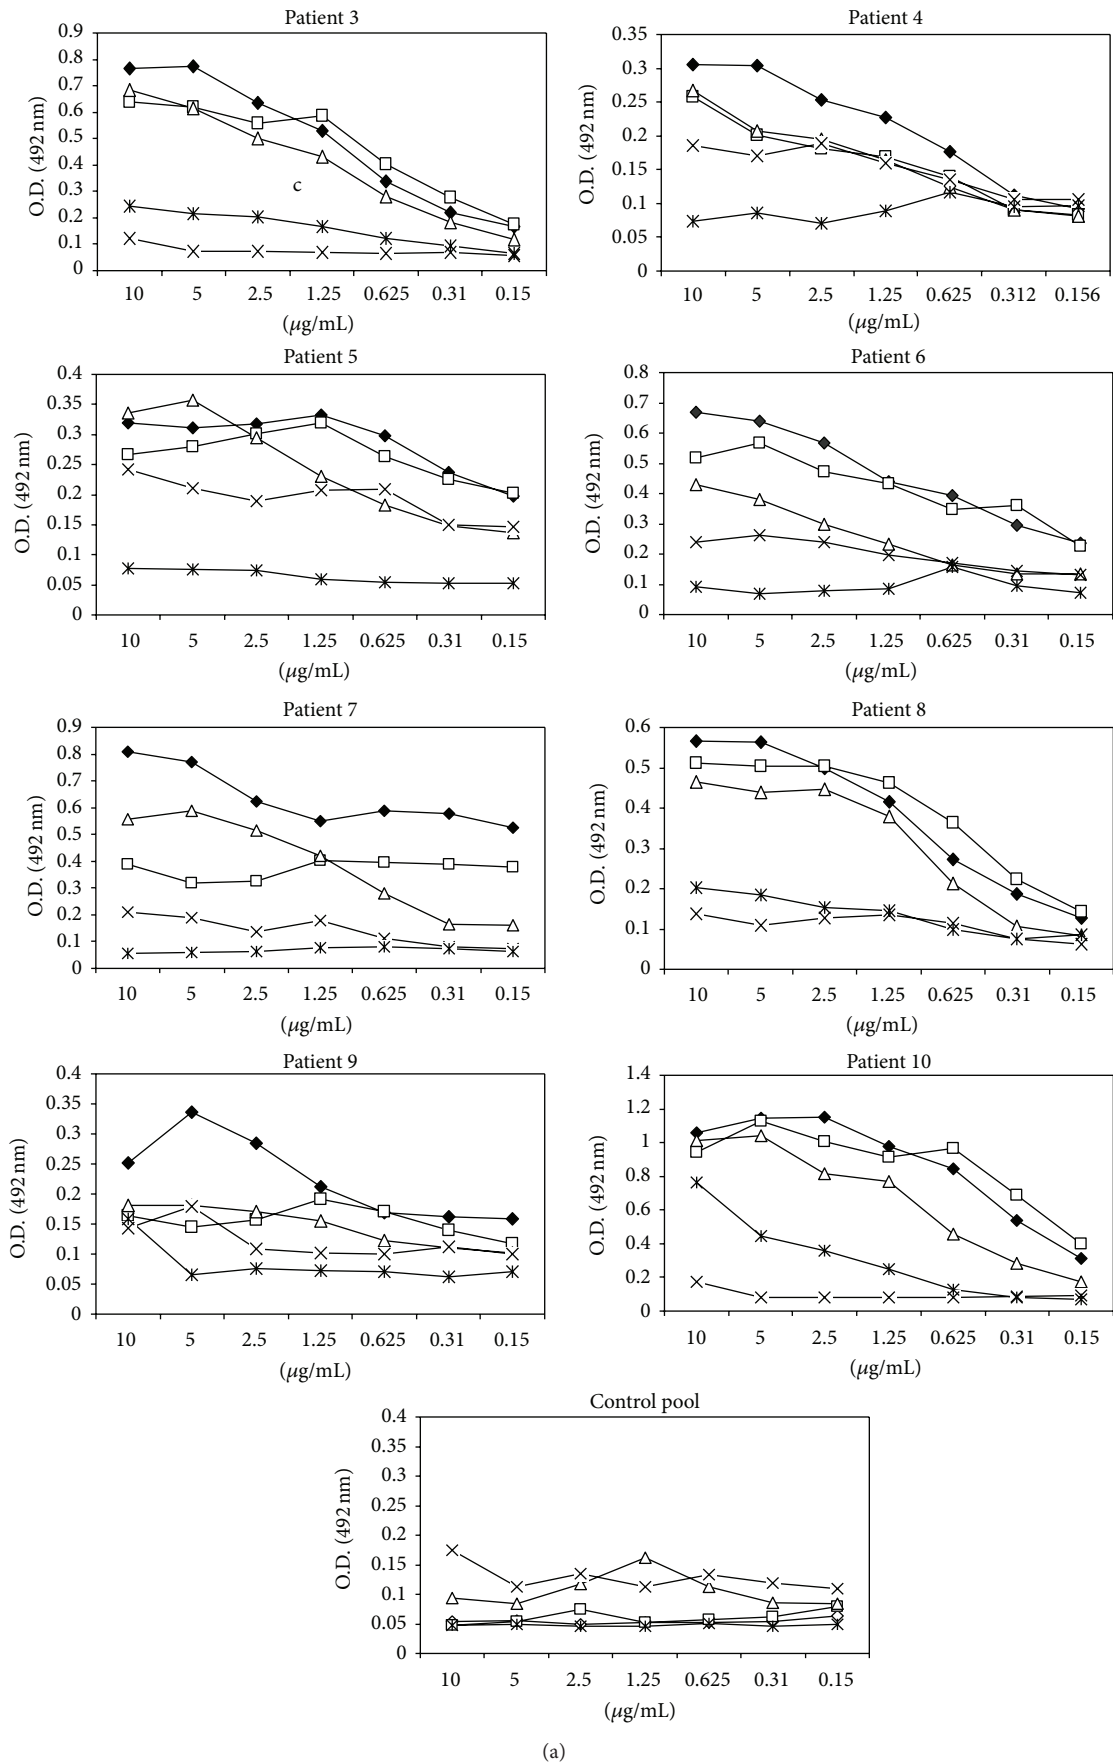 Patient 3
0.9
0.8
0.7
0.6
0.5
0.4
0.3
0.2
0.1
0
O.D. (492 nm)
c
10 5 2.5 1.25 0.625 0.31 0.15
(μg/mL)
Patient 4
0.35
0.3
0.25
0.2
0.15
0.1
0.05
0
O.D. (492 nm)
10 5 2.5 1.25 0.625 0.312 0.156
(μg/mL)
Patient 5
0.4
0.35
0.3
0.25
0.2
0.15
0.1
0.05
0
O.D. (492 nm)
10 5 2.5 1.25 0.625 0.31 0.15
(μg/mL)
Patient 6
0.8
0.7
0.6
0.5
0.4
0.3
0.2
0.1
0
O.D. (492 nm)
10 5 2.5 1.25 0.625 0.31 0.15
(μg/mL)
Patient 7
0.9
0.8
0.7
0.6
0.5
0.4
0.3
0.2
0.1
0
O.D. (492 nm)
10 5 2.5 1.25 0.625 0.31 0.15
(μg/mL)
Patient 8
0.6
0.5
0.4
0.3
0.2
0.1
0
O.D. (492 nm)
10 5 2.5 1.25 0.625 0.31 0.15
(μg/mL)
Patient 9
0.4
0.35
0.3
0.25
0.2
0.15
0.1
0.05
0
O.D. (492 nm)
10 5 2.5 1.25 0.625 0.31 0.15
(μg/mL)
Patient 10
1.4
1.2
1
0.8
0.6
0.4
0.2
0
O.D. (492 nm)
10 5 2.5 1.25 0.625 0.31 0.15
(μg/mL)
Control pool
0.4
0.35
0.3
0.25
0.2
0.15
0.1
0.05
0
O.D. (492 nm)
10 5 2.5 1.25 0.625 0.31 0.15
(μg/mL)
(a)